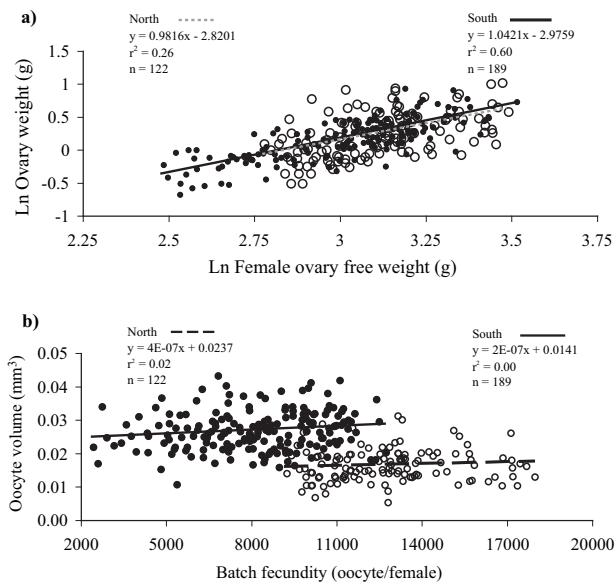 a)
North
y = 0.9816x - 2.8201
r² = 0.26
n = 122
South
y = 1.0421x - 2.9759
r² = 0.60
n = 189
Ln Ovary weight (g)
1.5
1
0.5
0
-0.5
-1
2.25 2.5 2.75 3 3.25 3.5 3.75
Ln Female ovary free weight (g)
b)
North
y = 4E-07x + 0.0237
r² = 0.02
n = 122
South
y = 2E-07x + 0.0141
r² = 0.00
n = 189
Oocyte volume (mm³)
0.05
0.04
0.03
0.02
0.01
0.00
2000 5000 8000 11000 14000 17000 20000
Batch fecundity (oocyte/female)